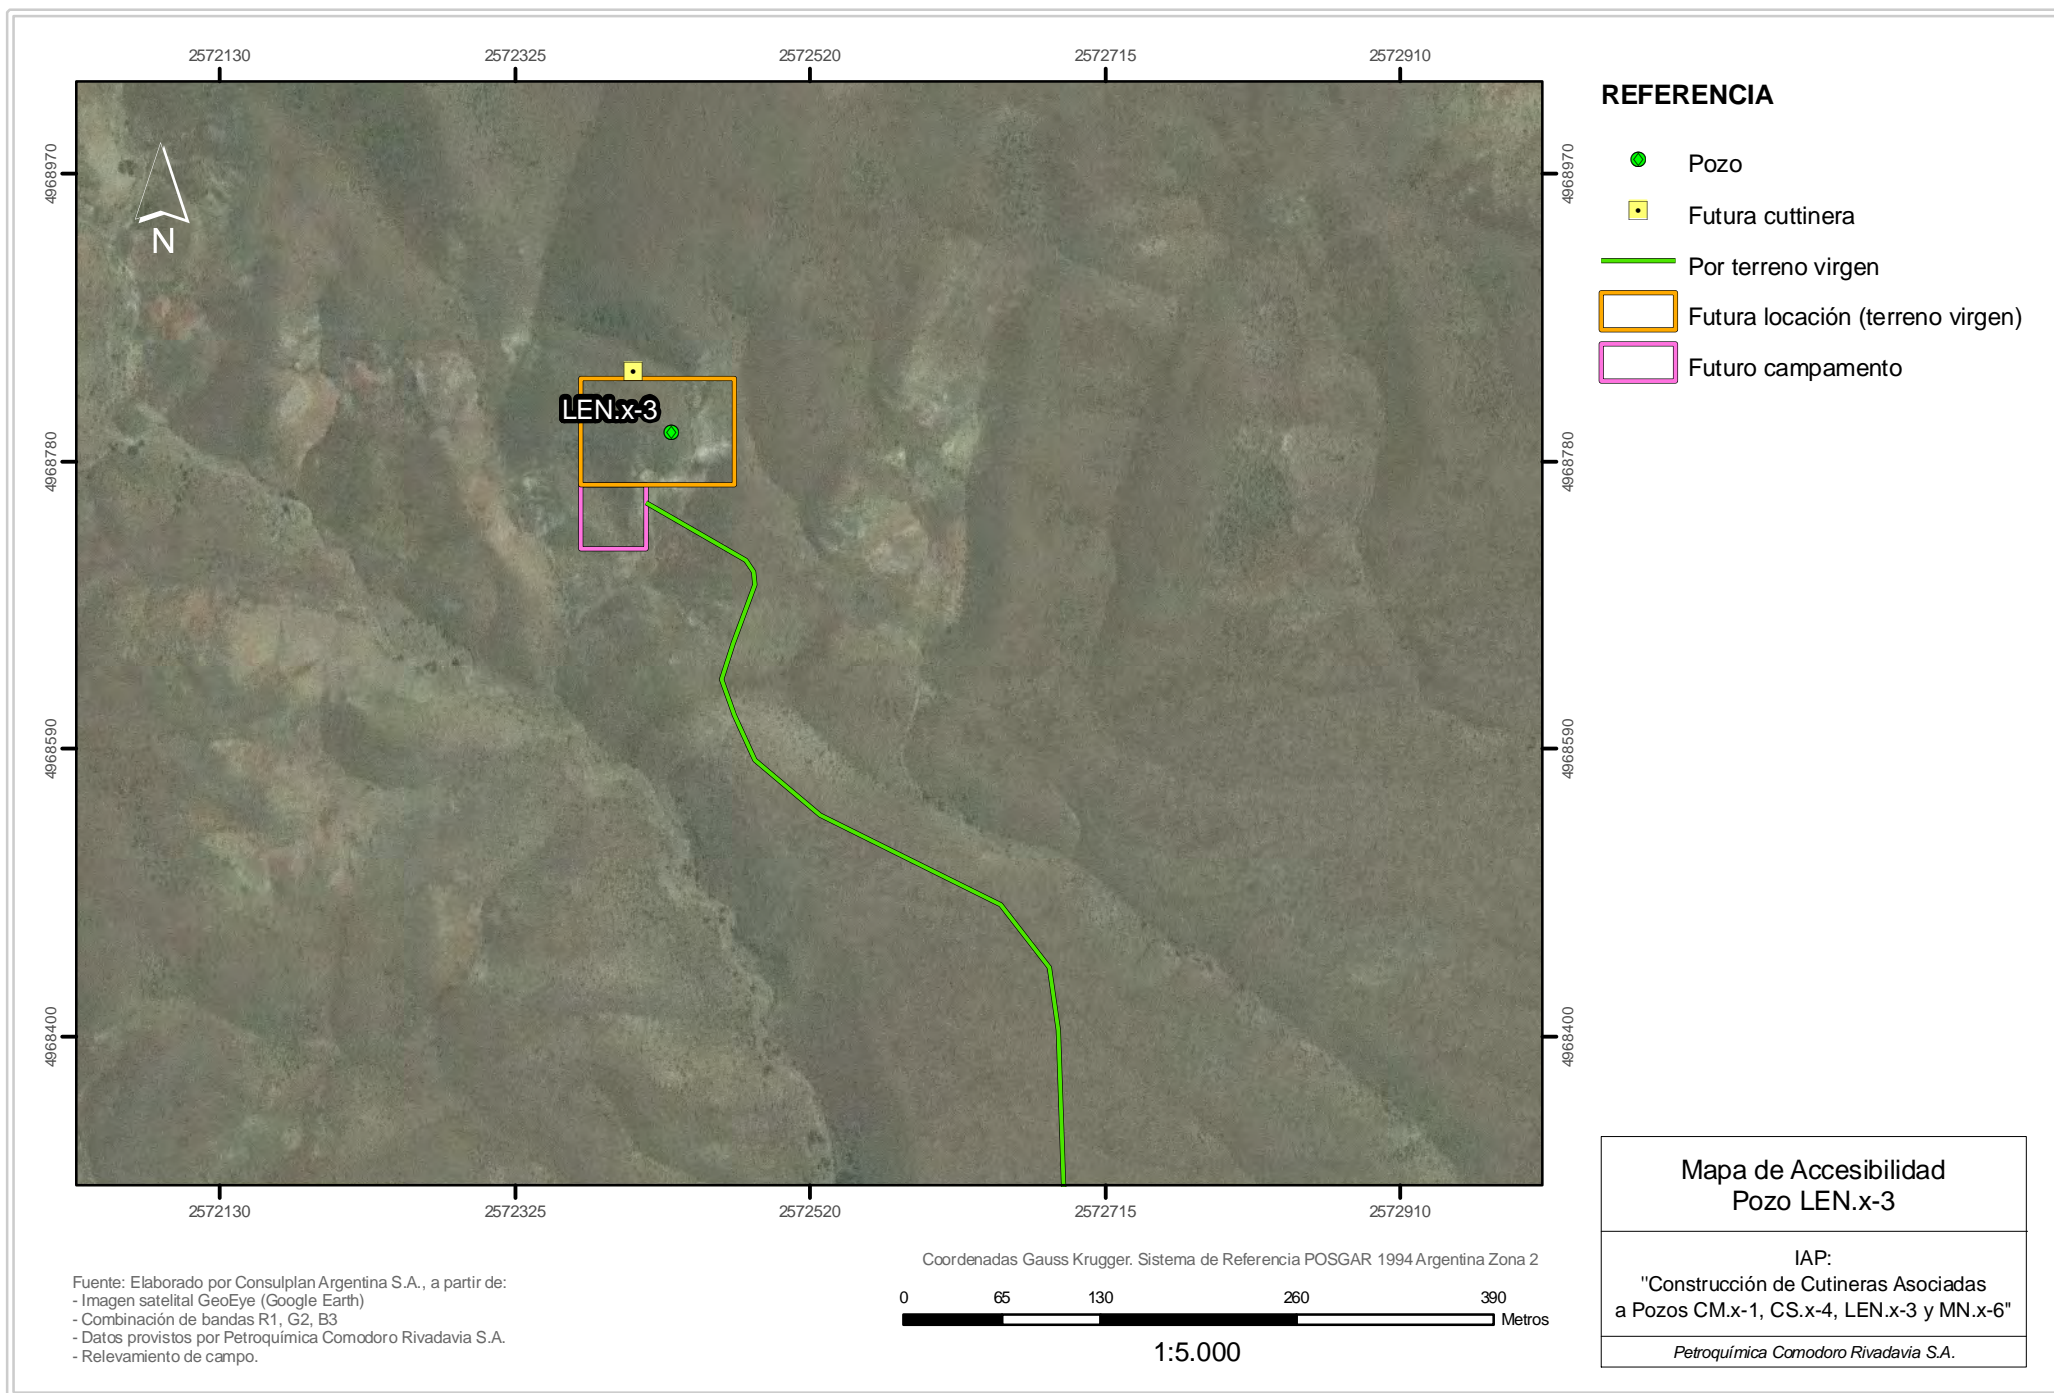 2572130 2572325 2572520 2572715 2572910
4968970 4968970
4968780 4968780
4968590 4968590
4968400 4968400
N
LEN.x-3
2572130 2572325 2572520 2572715 2572910
REFERENCIA
Pozo
Futura cuttinera
Por terreno virgen
Futura locación (terreno virgen)
Futuro campamento
Coordenadas Gauss Krugger. Sistema de Referencia POSGAR 1994 Argentina Zona 2
0 65 130 260 390
Metros
1:5.000
Fuente: Elaborado por Consulplan Argentina S.A., a partir de:
- Imagen satelital GeoEye (Google Earth)
- Combinación de bandas R1, G2, B3
- Datos provistos por Petroquímica Comodoro Rivadavia S.A.
- Relevamiento de campo.
Mapa de Accesibilidad
Pozo LEN.x-3
IAP:
"Construcción de Cutineras Asociadas
a Pozos CM.x-1, CS.x-4, LEN.x-3 y MN.x-6"
Petroquímica Comodoro Rivadavia S.A.